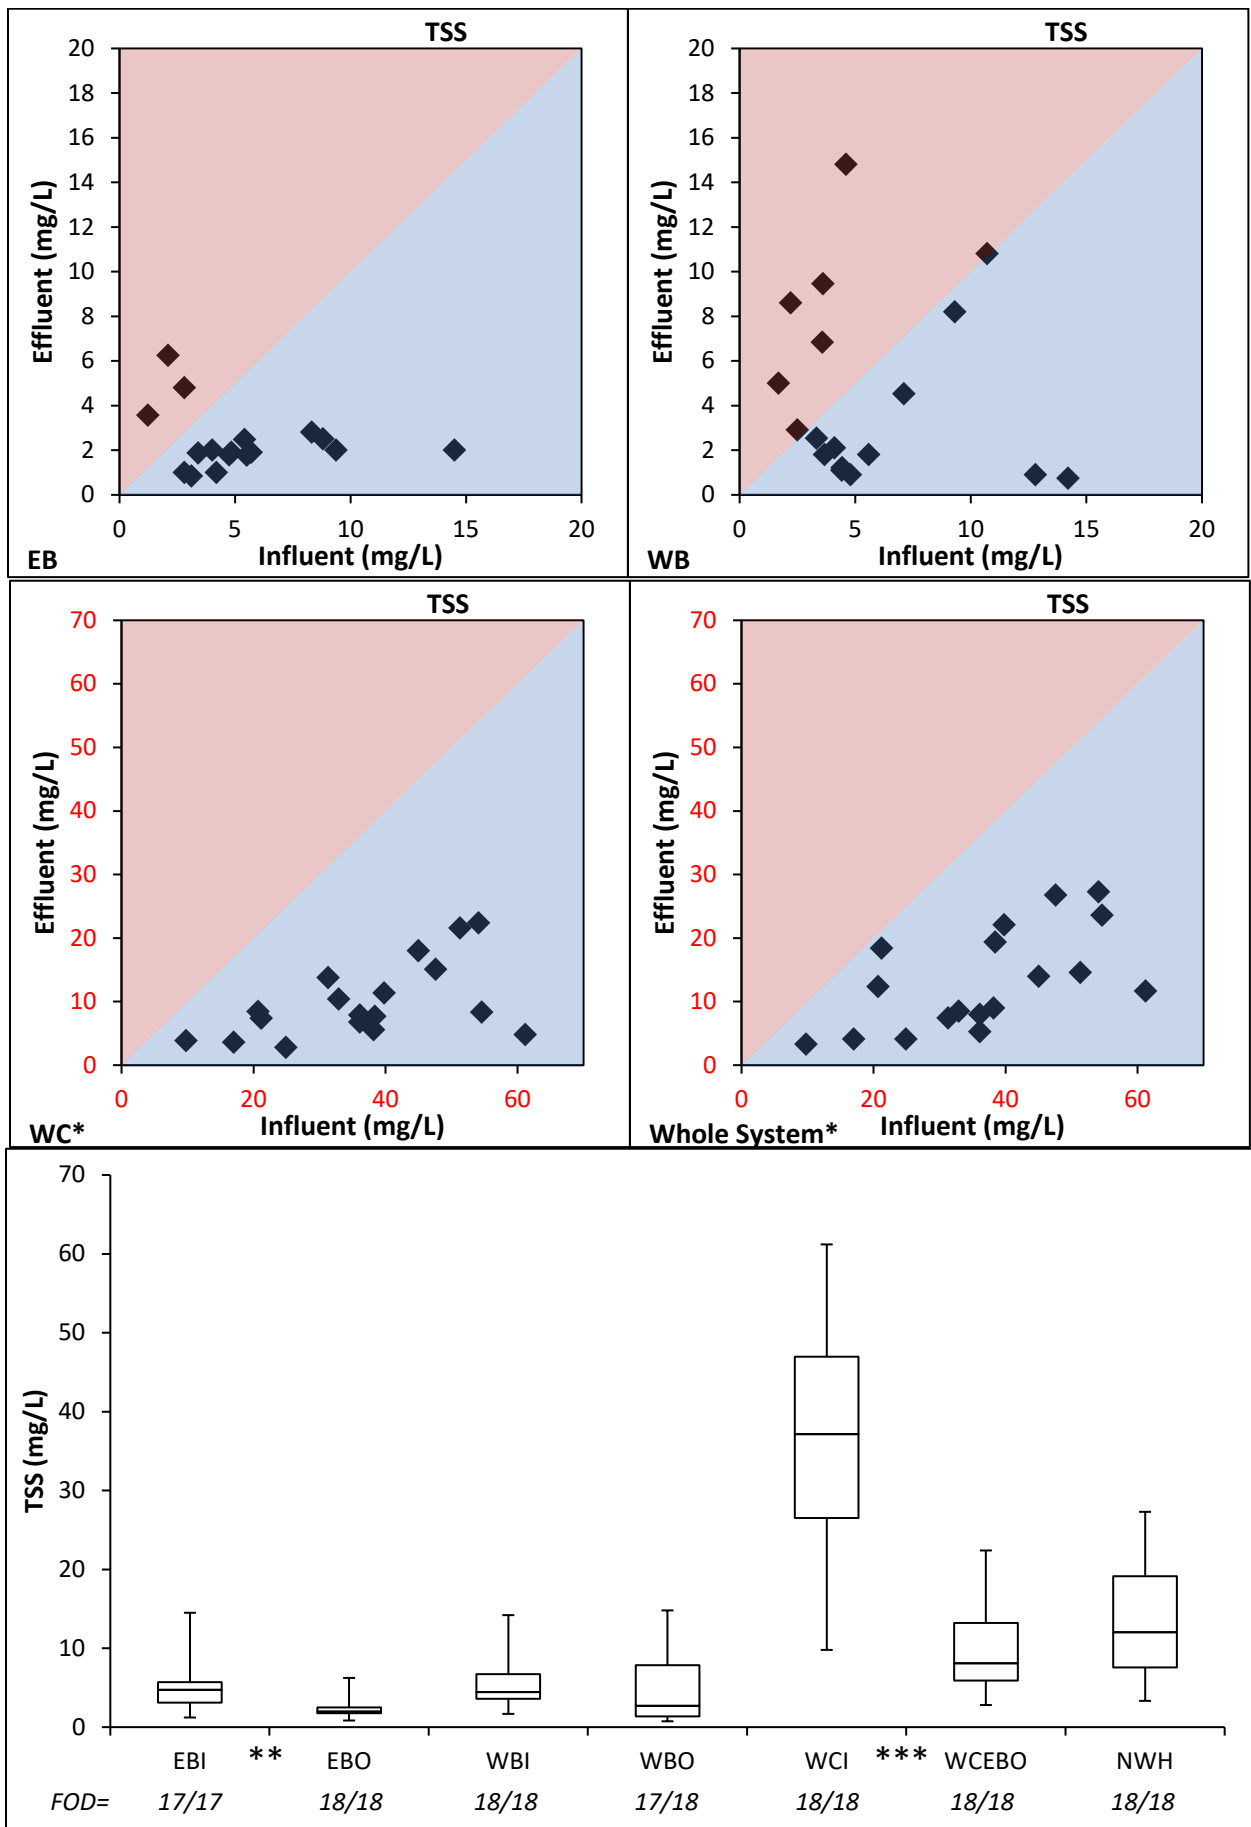 TSS
20
18
16
14
12
10
8
6
4
2
0
Effluent (mg/L)
0 5 10 15 20
Influent (mg/L)
EB
TSS
20
18
16
14
12
10
8
6
4
2
0
Effluent (mg/L)
0 5 10 15 20
Influent (mg/L)
WB
TSS
70
60
50
40
30
20
10
0
Effluent (mg/L)
0 20 40 60
Influent (mg/L)
WC*
TSS
70
60
50
40
30
20
10
0
Effluent (mg/L)
0 20 40 60
Influent (mg/L)
Whole System*
70
60
50
40
30
20
10
0
TSS (mg/L)
EBI ** EBO WBI WBO WCI *** WCEBO NWH
FOD= 17/17 18/18 18/18 17/18 18/18 18/18 18/18